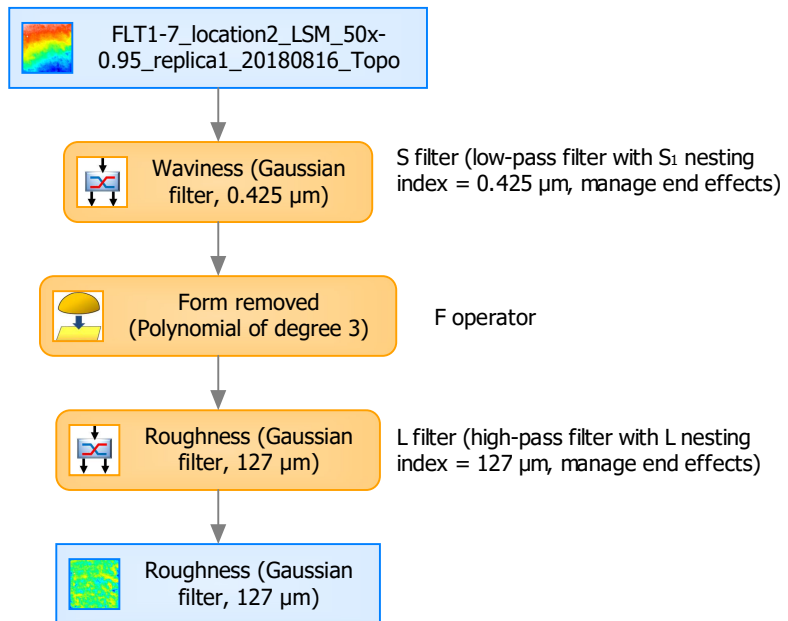 FLT1-7_location2_LSM_50x-
0.95_replica1_20180816_Topo
Waviness (Gaussian
filter, 0.425 µm)
S filter (low-pass filter with S₁ nesting
index = 0.425 µm, manage end effects)
Form removed
(Polynomial of degree 3)
F operator
Roughness (Gaussian
filter, 127 µm)
L filter (high-pass filter with L nesting
index = 127 µm, manage end effects)
Roughness (Gaussian
filter, 127 µm)